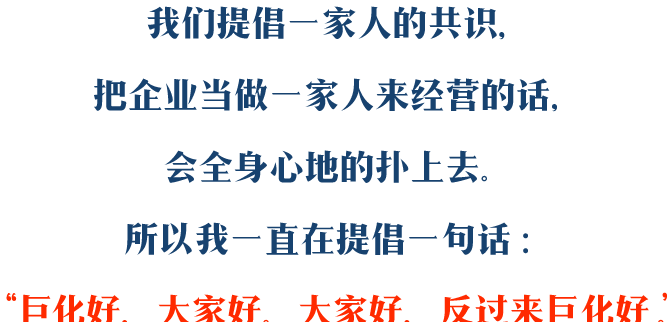 我们提倡一家人的共识,
把企业当做一家人来经营的话,
会全身心地的扑上去。
所以我一直在提倡一句话:
“巨化好,大家好。大家好,反过来巨化好。”